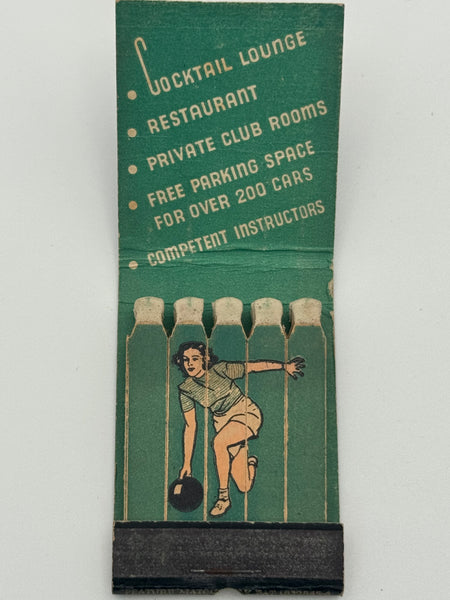 • COCKTAIL LOUNGE
• RESTAURANT
• PRIVATE CLUB ROOMS
• FREE PARKING SPACE
FOR OVER 200 CARS
• COMPETENT INSTRUCTORS